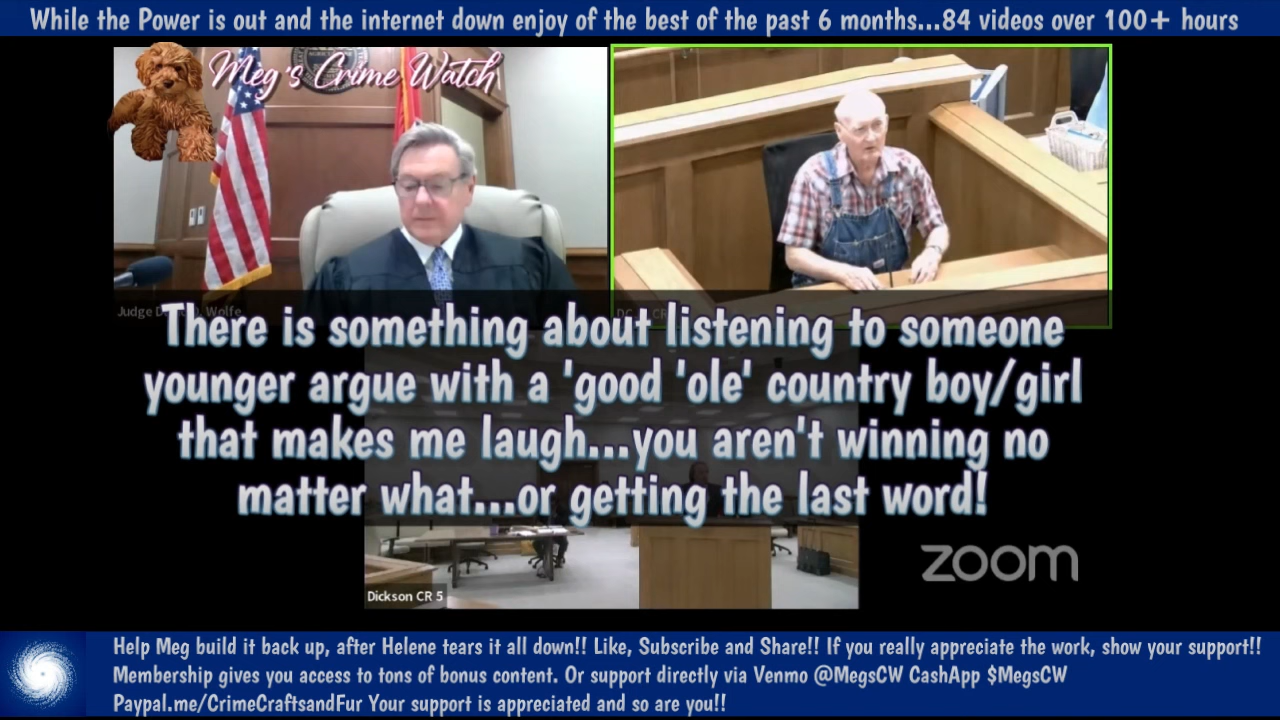 While the Power is out and the internet down enjoy of the best of the past 6 months...84 videos over 100+ hours
Meg's Crime Watch
Judge D Wolfe
There is something about listening to someone
younger argue with a 'good 'ole' country boy/girl
that makes me laugh...you aren't winning no
matter what...or getting the last word!
zoom
Dickson CR 5
Help Meg build it back up, after Helene tears it all down!! Like, Subscribe and Share!! If you really appreciate the work, show your support!!
Membership gives you access to tons of bonus content. Or support directly via Venmo @MegsCW CashApp $MegsCW
Paypal.me/CrimeCraftsandFur Your support is appreciated and so are you!!